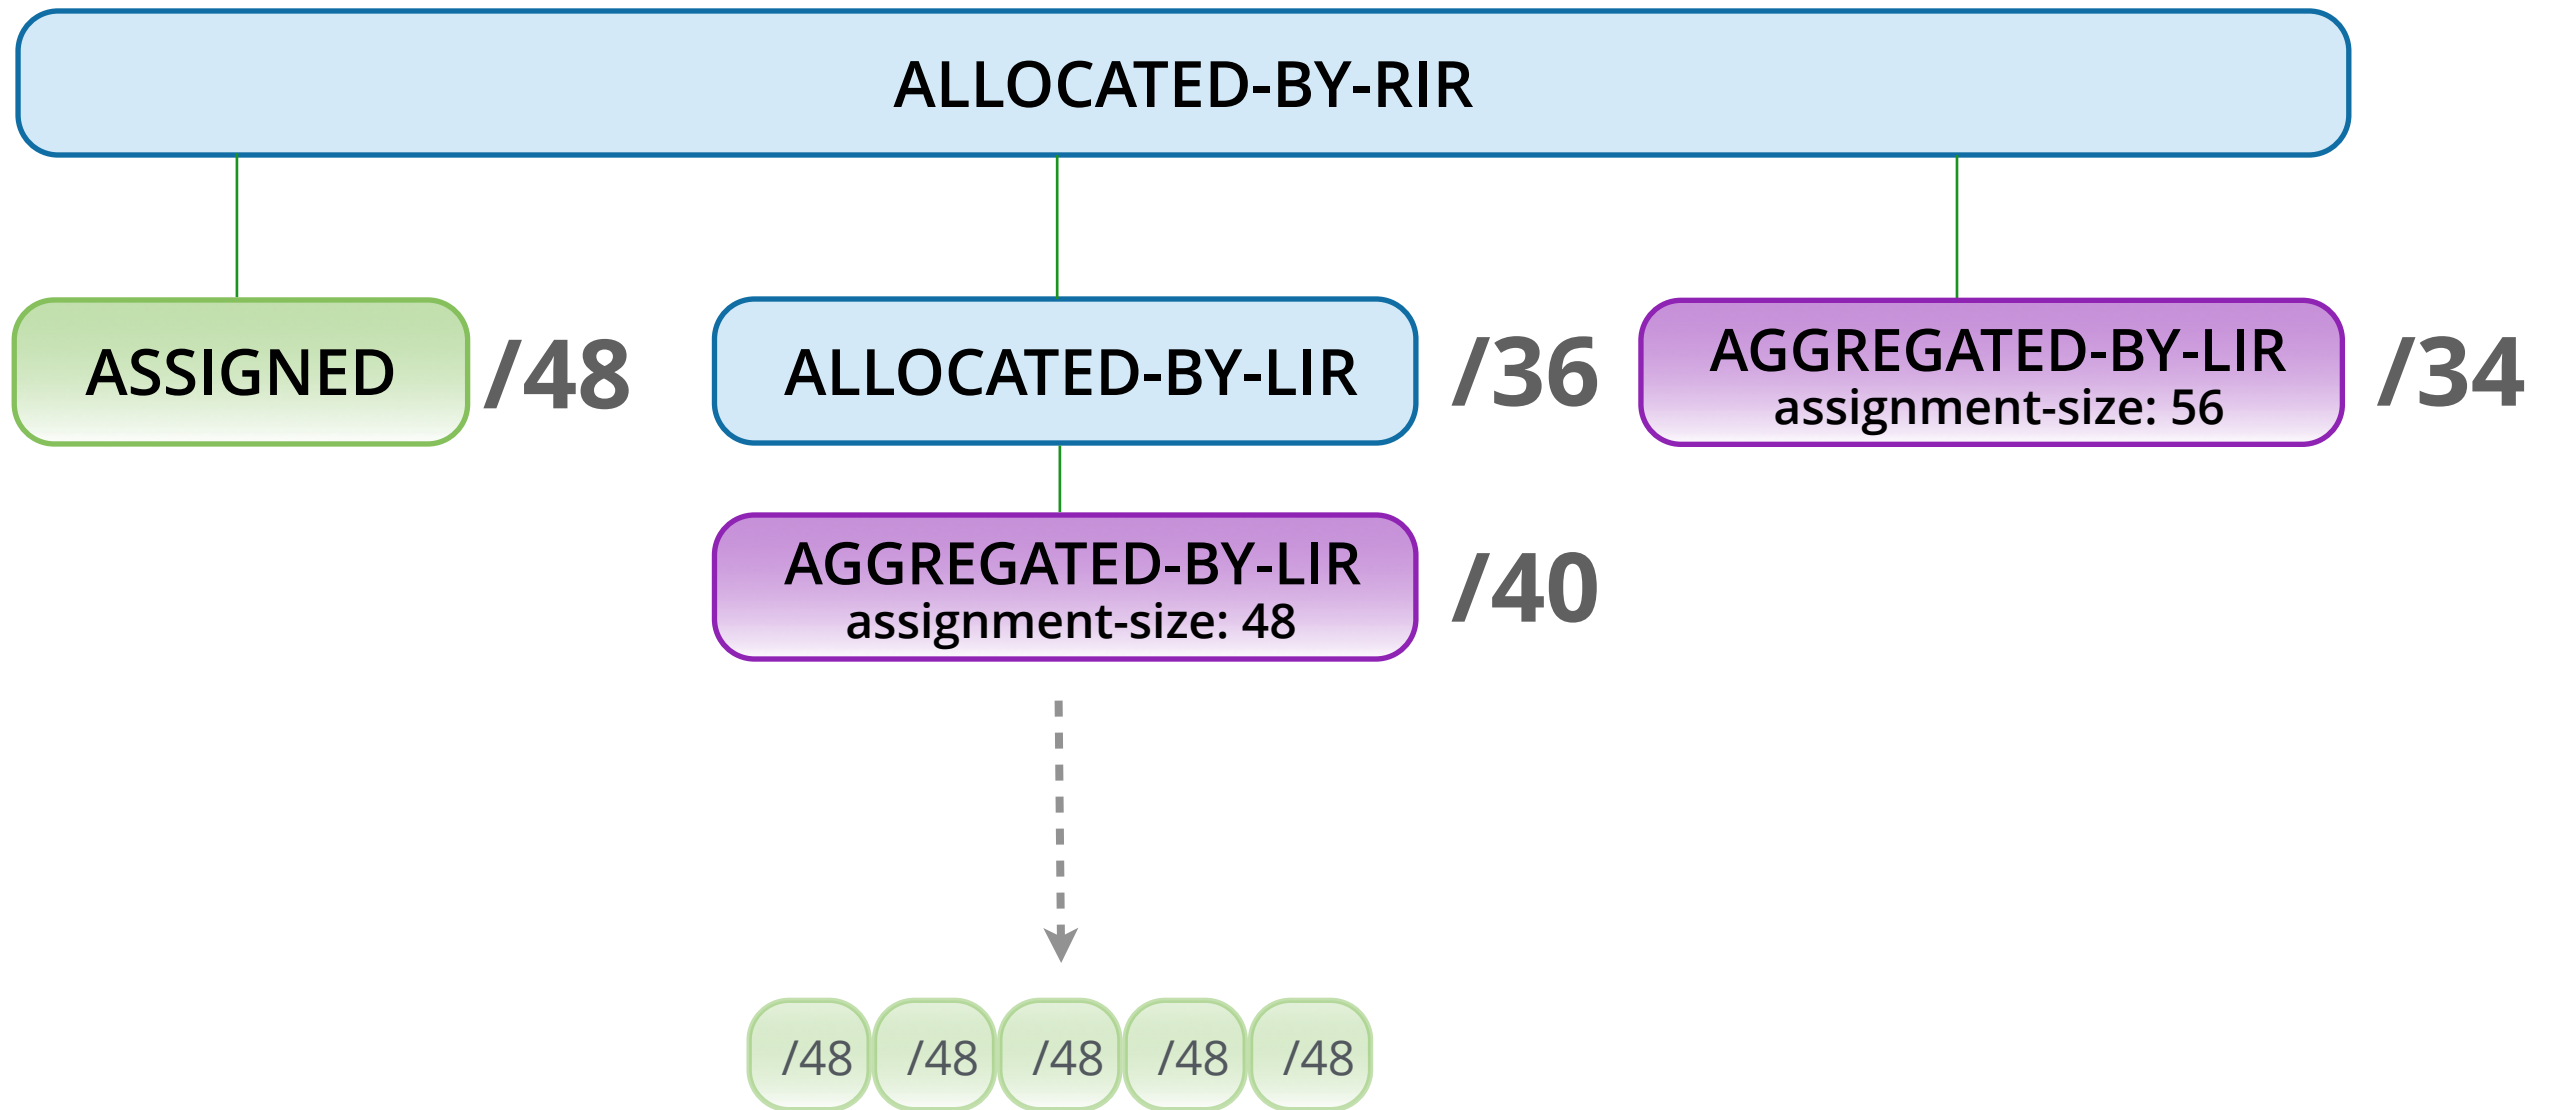 ALLOCATED-BY-RIR
ASSIGNED
/48
ALLOCATED-BY-LIR
/36
AGGREGATED-BY-LIR
assignment-size: 56
/34
AGGREGATED-BY-LIR
assignment-size: 48
/40
/48 /48 /48 /48 /48